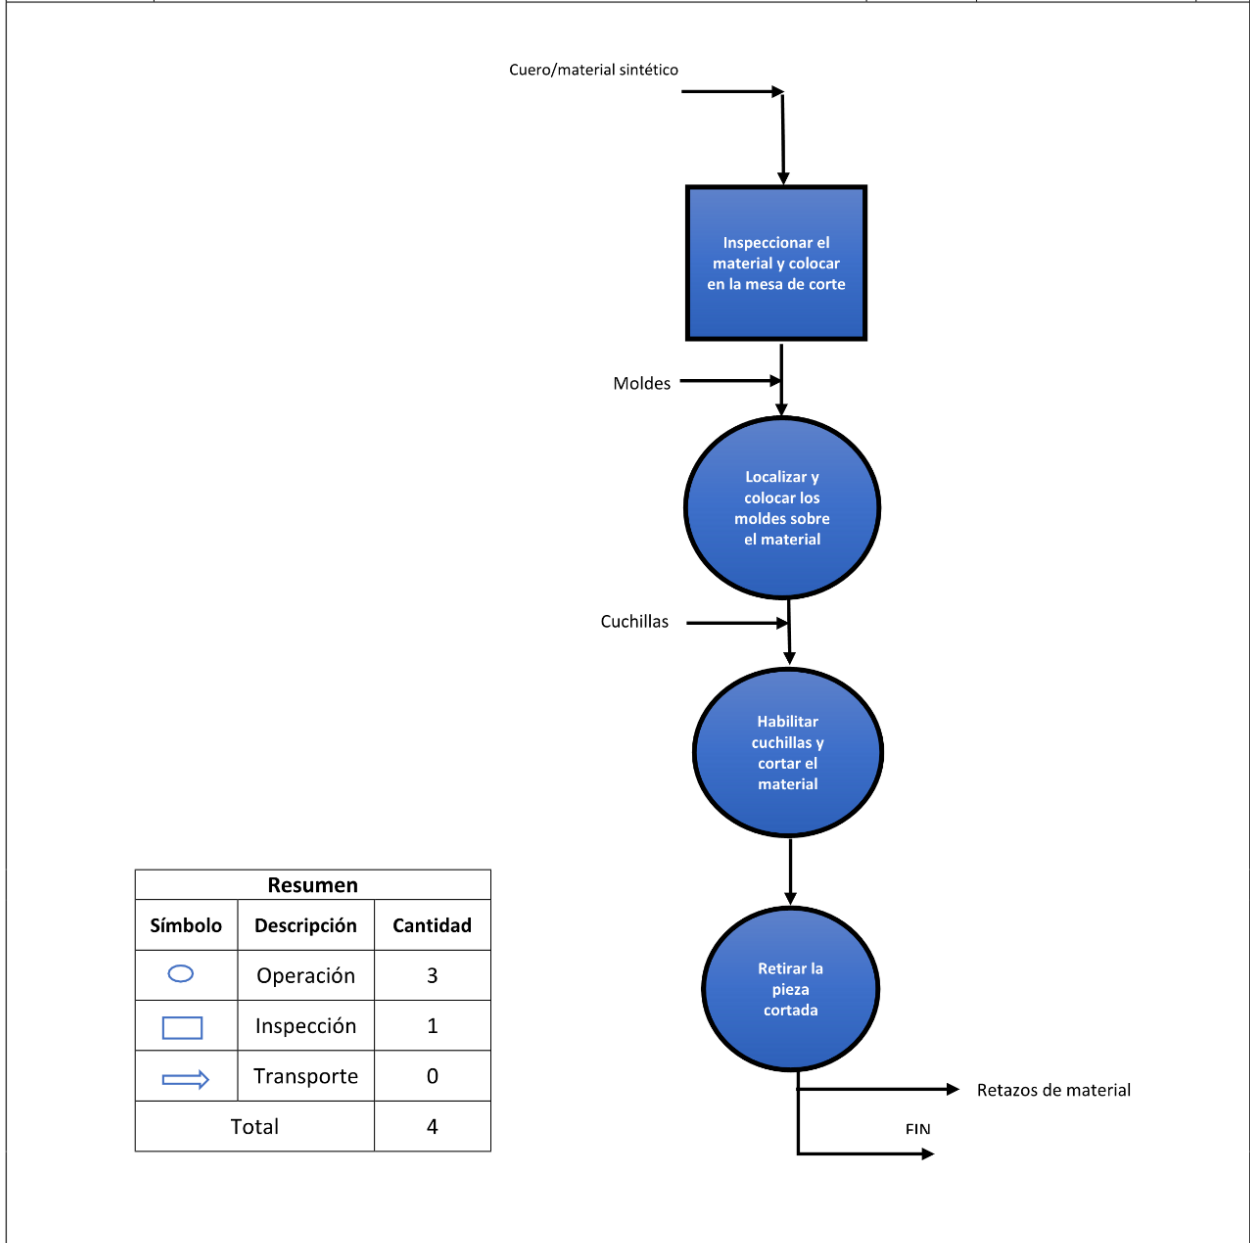 Cuero/material sintético
Inspeccionar el
material y colocar
en la mesa de corte
Moldes
Localizar y
colocar los
moldes sobre
el material
Cuchillas
Habilitar
cuchillas y
cortar el
material
Retirar la
pieza
cortada
Retazos de material
FIN
Resumen
Símbolo Descripción Cantidad
Operación 3
Inspección 1
Transporte 0
Total 4